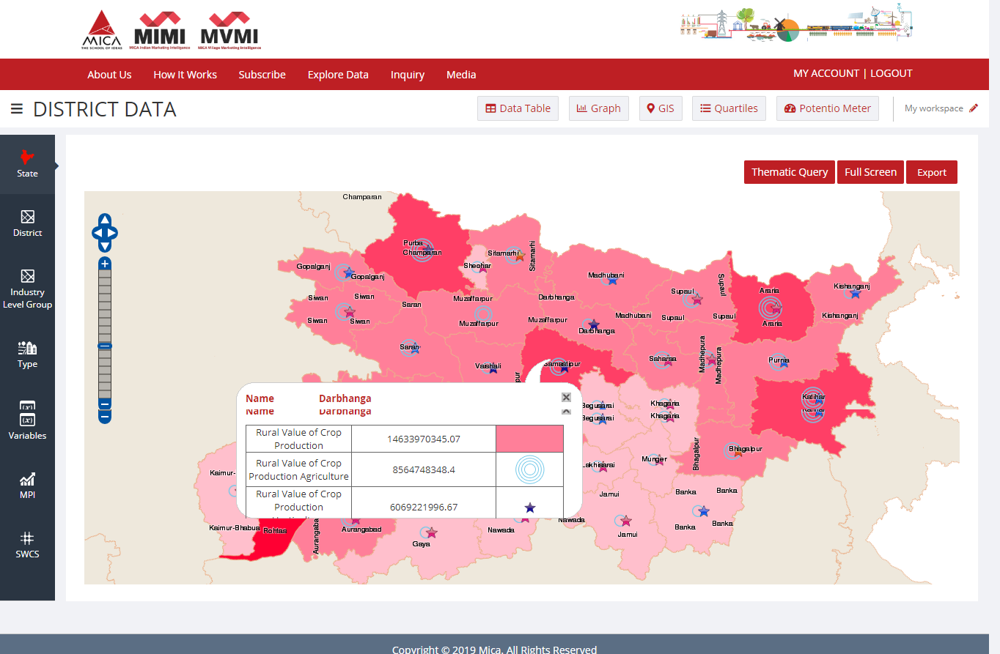 MICA
THE SCHOOL OF IDEAS
MIMI
MICA Indian Marketing Intelligence
MVMI
MICA Village Marketing Intelligence
About Us
How It Works
Subscribe
Explore Data
Inquiry
Media
MY ACCOUNT | LOGOUT
DISTRICT DATA
Data Table
Graph
GIS
Quartiles
Potentio Meter
My workspace
State
District
Industry
Level Group
Type
Variables
MPI
SWCS
Thematic Query
Full Screen
Export
Champaran
Purba
Champaran
Sitamarhi
Sitamarhi
Sheohar
Gopalganj
Gopalganj
Siwan
Siwan
Siwan
Siwan
Saran
Muzaffarpur
Muzaffarpur
Muzaffarpur
Madhubani
Darbhanga
Madhubani
Darbhanga
Supaul
Supaul
Supaul
Supaul
Araria
Araria
Kishanganj
Kishanganj
Saran
Vaishali
Samastipur
Saharsa
Madhepura
Madhepura
Purnia
Katihar
Katihar
Begusarai
Begusarai
Khagaria
Khagaria
Bhagalpur
Bhagalpur
Munger
Lakhisarai
Jamui
Jamui
Banka
Banka
Banka
Banka
Kaimur-
Kaimur-Bhabua
Rohtas
Aurangaba
Aurangabad
Gaya
Nawada
Nawada
pur
Name Darbhanga
Name Darbhanga
Rural Value of Crop
Production
14633970345.07
Rural Value of Crop
Production Agriculture
8564748348.4
Rural Value of Crop
Production
6069221996.67
Copyright © 2019 Mica. All Rights Reserved